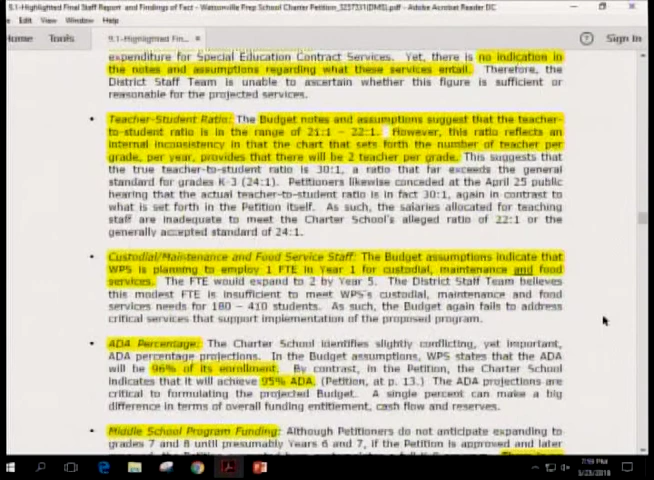 9.1-Highlighted Final Staff Report and Findings of Fact - Watsonville Prep School Charter Petition_3257331(DMS).pdf - Adobe Acrobat Reader DC
Edit View Window Help
Home Tools 9.1-Highlighted Fin... × ? Sign In
expenditure for Special Education Contract Services. Yet, there is no indication in
the notes and assumptions regarding what these services entail. Therefore, the
District Staff Team is unable to ascertain whether this figure is sufficient or
reasonable for the projected services.
• Teacher-Student Ratio: The Budget notes and assumptions suggest that the teacher-
to-student ratio is in the range of 21:1 – 22:1. However, this ratio reflects an
internal inconsistency in that the chart that sets forth the number of teacher per
grade, per year, provides that there will be 2 teacher per grade. This suggests that
the true teacher-to-student ratio is 30:1, a ratio that far exceeds the general
standard for grades K-3 (24:1). Petitioners likewise conceded at the April 25 public
hearing that the actual teacher-to-student ratio is in fact 30:1, again in contrast to
what is set forth in the Petition itself. As such, the salaries allocated for teaching
staff are inadequate to meet the Charter School's alleged ratio of 22:1 or the
generally accepted standard of 24:1.
• Custodial/Maintenance and Food Service Staff: The Budget assumptions indicate that
WPS is planning to employ 1 FTE in Year 1 for custodial, maintenance and food
services. The FTE would expand to 2 by Year 5. The District Staff Team believes
this modest FTE is insufficient to meet WPS's custodial, maintenance and food
services needs for 180 – 410 students. As such, the Budget again fails to address
critical services that support implementation of the proposed program.
• ADA Percentage: The Charter School identifies slightly conflicting, yet important,
ADA percentage projections. In the Budget assumptions, WPS states that the ADA
will be 96% of its enrollment. By contrast, in the Petition, the Charter School
indicates that it will achieve 95% ADA. (Petition, at p. 13.) The ADA projections are
critical to formulating the projected Budget. A single percent can make a big
difference in terms of overall funding entitlement, cash flow and reserves.
• Middle School Program Funding: Although Petitioners do not anticipate expanding to
grades 7 and 8 until presumably Years 6 and 7, if the Petition is approved and later
7:59 PM
5/23/2018